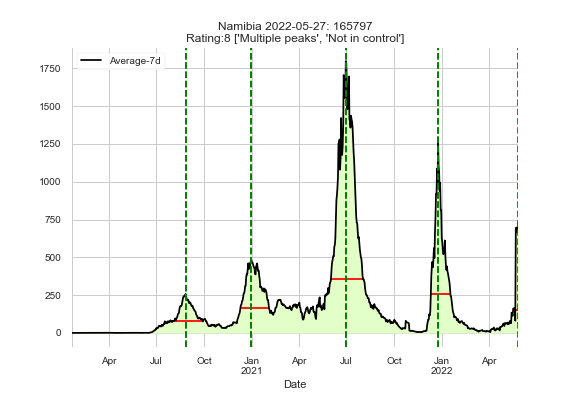 Namibia 2022-05-27: 165797
Rating:8 ['Multiple peaks', 'Not in control']
Average-7d
1750
1500
1250
1000
750
500
250
0
Apr Jul Oct Jan Apr Jul Oct Jan Apr
2021 2022
Date